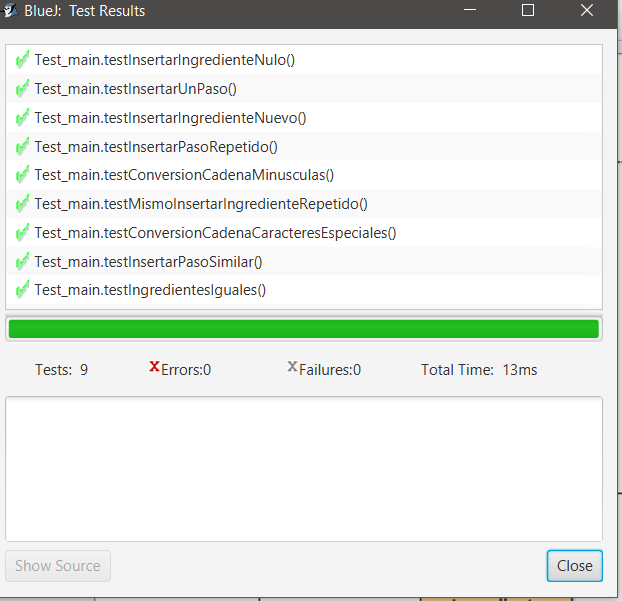 BlueJ: Test Results
Test_main.testInsertarIngredienteNulo()
Test_main.testInsertarUnPaso()
Test_main.testInsertarIngredienteNuevo()
Test_main.testInsertarPasoRepetido()
Test_main.testConversionCadenaMinusculas()
Test_main.testMismoInsertarIngredienteRepetido()
Test_main.testConversionCadenaCaracteresEspeciales()
Test_main.testInsertarPasoSimilar()
Test_main.testIngredientesIguales()
Tests: 9 Errors:0 Failures:0 Total Time: 13ms
Show Source Close